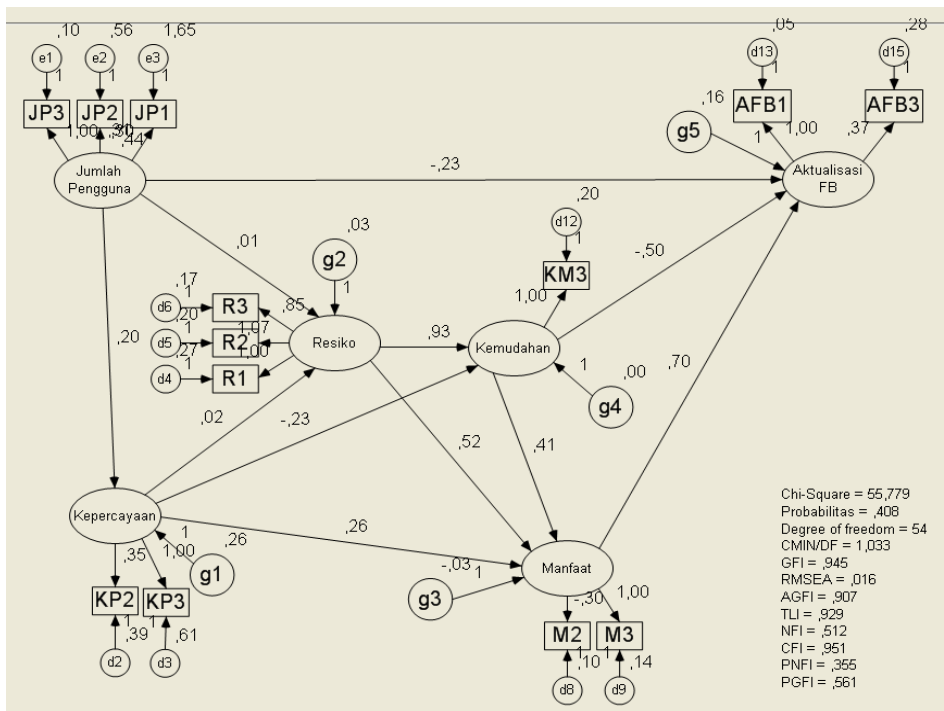 ,10 ,56 1,65 ,05 ,28
e1 e2 e3 d13 d15
1 1 1 1 1
JP3 JP2 JP1 AFB1 AFB3
,16
1,00 ,44 g5 1 1,00 ,37
Jumlah
Pengguna
Aktualisasi
FB
-,23
,20
d12
1
,01 ,03 -,50
g2 KM3
,17 1 1,00
d6 1 R3 ,85
,20
d5 1 R2 1,07 Resiko ,93 Kemudahan
,27 1,00
d4 1 R1
,20 1 ,00 ,70
g4
,02 -,23
,52 ,41
Kepercayaan ,26
1 ,26
,35 1,00 g1 -,03 1 Manfaat
g3
KP2 KP3 -,30 1,00
1 1 M2 M3
,39 ,61 1 1
d2 d3 ,10 ,14
d8 d9
Chi-Square = 55,779
Probabilitas = ,408
Degree of freedom = 54
CMIN/DF = 1,033
GFI = ,945
RMSEA = ,016
AGFI = ,907
TLI = ,929
NFI = ,512
CFI = ,951
PNFI = ,355
PGFI = ,561